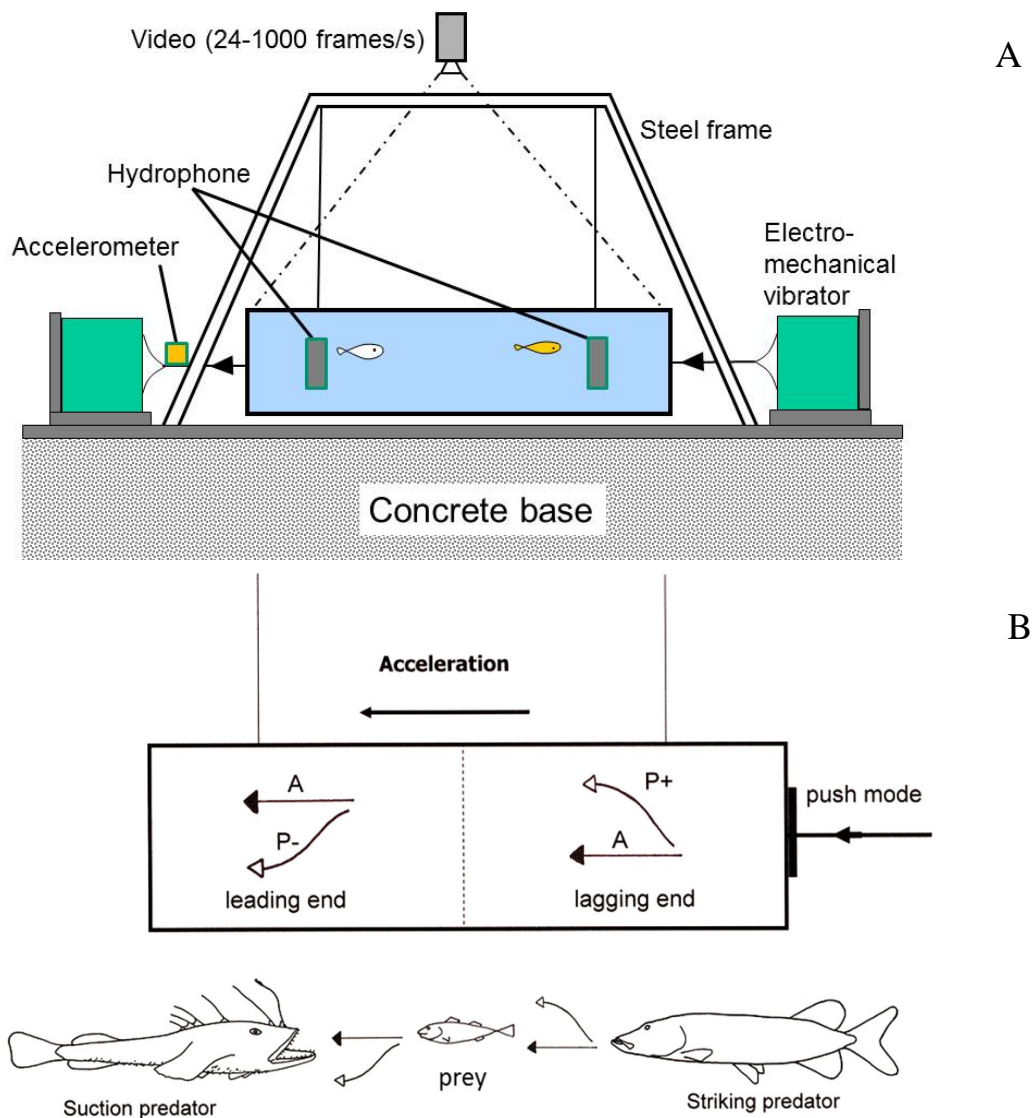 Video (24-1000 frames/s)
A
Steel frame
Hydrophone
Accelerometer
Electro-
mechanical
vibrator
Concrete base
B
Acceleration
A
P+
push mode
P-
A
leading end
lagging end
prey
Suction predator
Striking predator